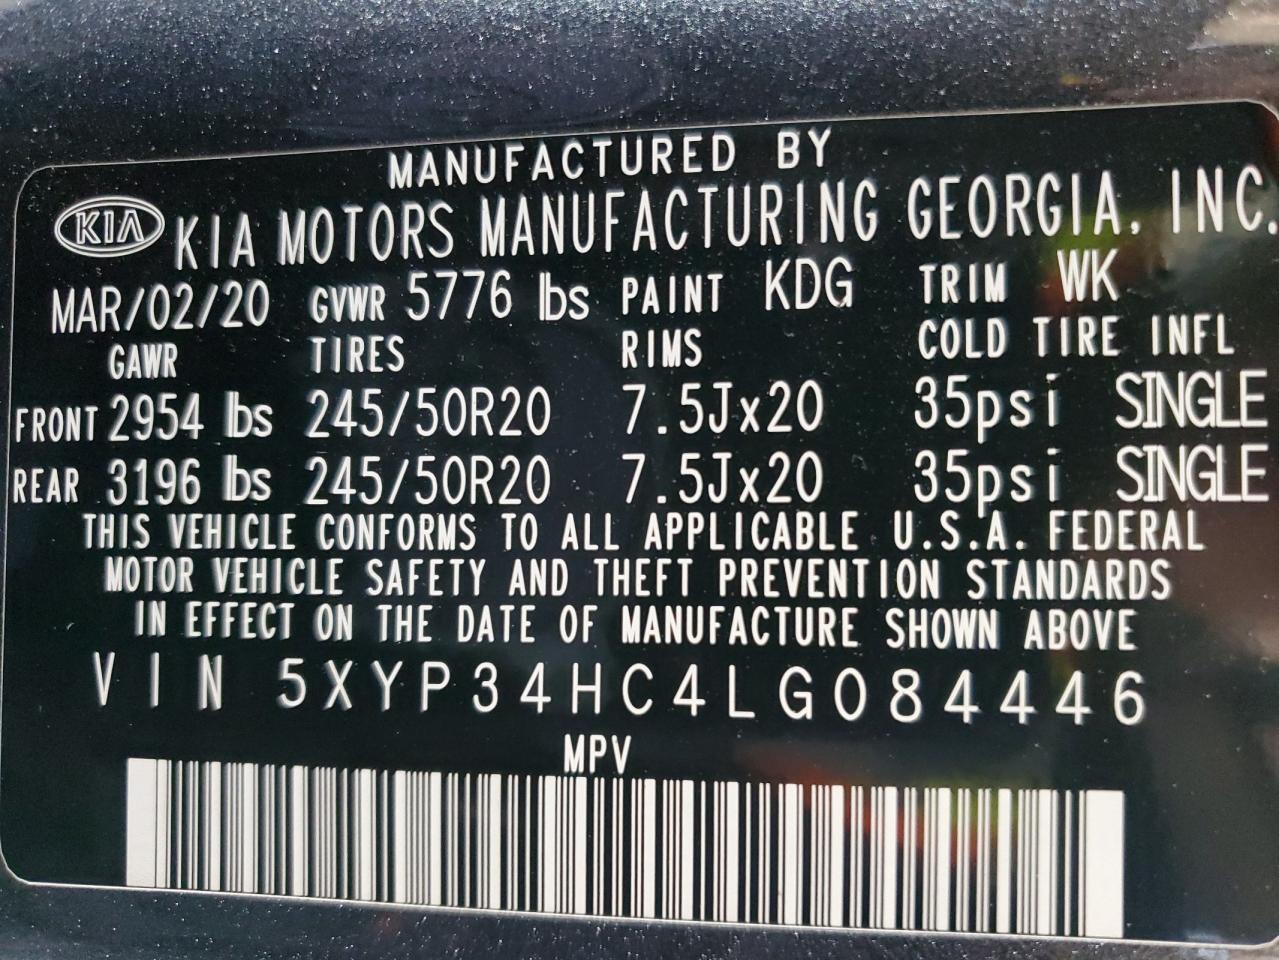 MANUFACTURED BY
KIA KIA MOTORS MANUFACTURING GEORGIA, INC.
MAR/02/20 GVWR 5776 lbs PAINT KDG TRIM WK
GAWR TIRES RIMS COLD TIRE INFL
FRONT 2954 lbs 245/50R20 7.5Jx20 35psi SINGLE
REAR 3196 lbs 245/50R20 7.5Jx20 35psi SINGLE
THIS VEHICLE CONFORMS TO ALL APPLICABLE U.S.A. FEDERAL
MOTOR VEHICLE SAFETY AND THEFT PREVENTION STANDARDS
IN EFFECT ON THE DATE OF MANUFACTURE SHOWN ABOVE
VIN 5XYP34HC4LG084446
MPV